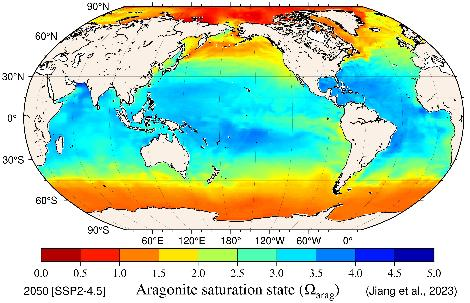 90°N
60°N
30°N
0°
30°S
60°S
90°S
60°E 120°E 180° 120°W 60°W 0°
0.0 0.5 1.0 1.5 2.0 2.5 3.0 3.5 4.0 4.5 5.0
2050 [SSP2-4.5] Aragonite saturation state (Ωarag) (Jiang et al., 2023)